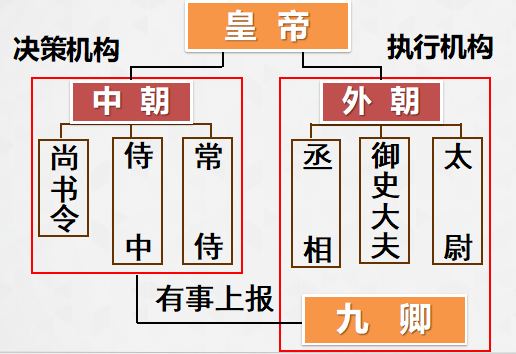 皇帝
决策机构
执行机构
中朝
外朝
尚书令
侍中
常侍
丞相
御史大夫
太尉
有事上报
九卿